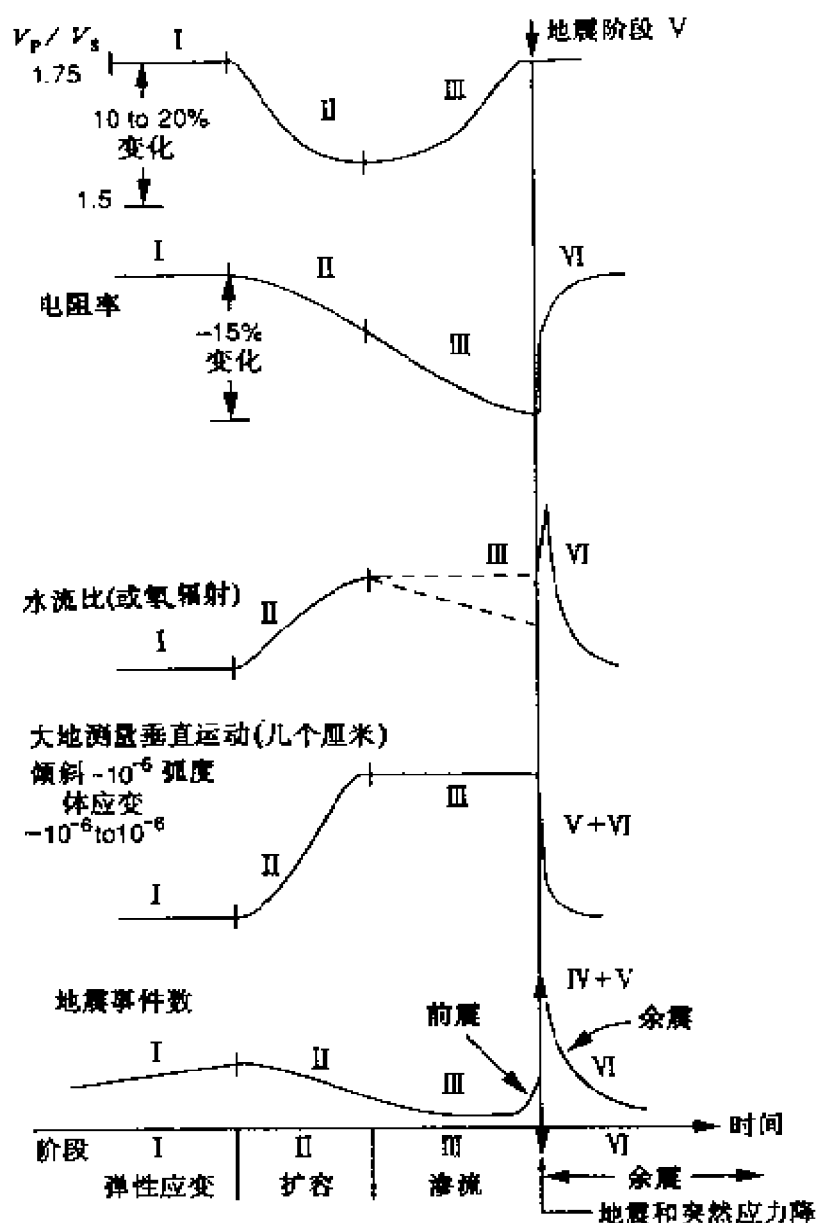 V_P / V_S
I
地震阶段 V
1.75
II
III
10 to 20%
变化
1.5
I
II
VI
电阻率
−15%
变化
III
III
VI
水流比(或氡辐射)
II
I
大地测量垂直运动(几个厘米)
倾斜~10⁻⁶ 弧度
III
体应变
−10⁻⁶to10⁻⁶
V+VI
II
I
IV+V
地震事件数
前震
余震
I
II
III
VI
时间
阶段
I
II
III
VI
弹性应变
扩容
渗流
余震
地震和突然应力降